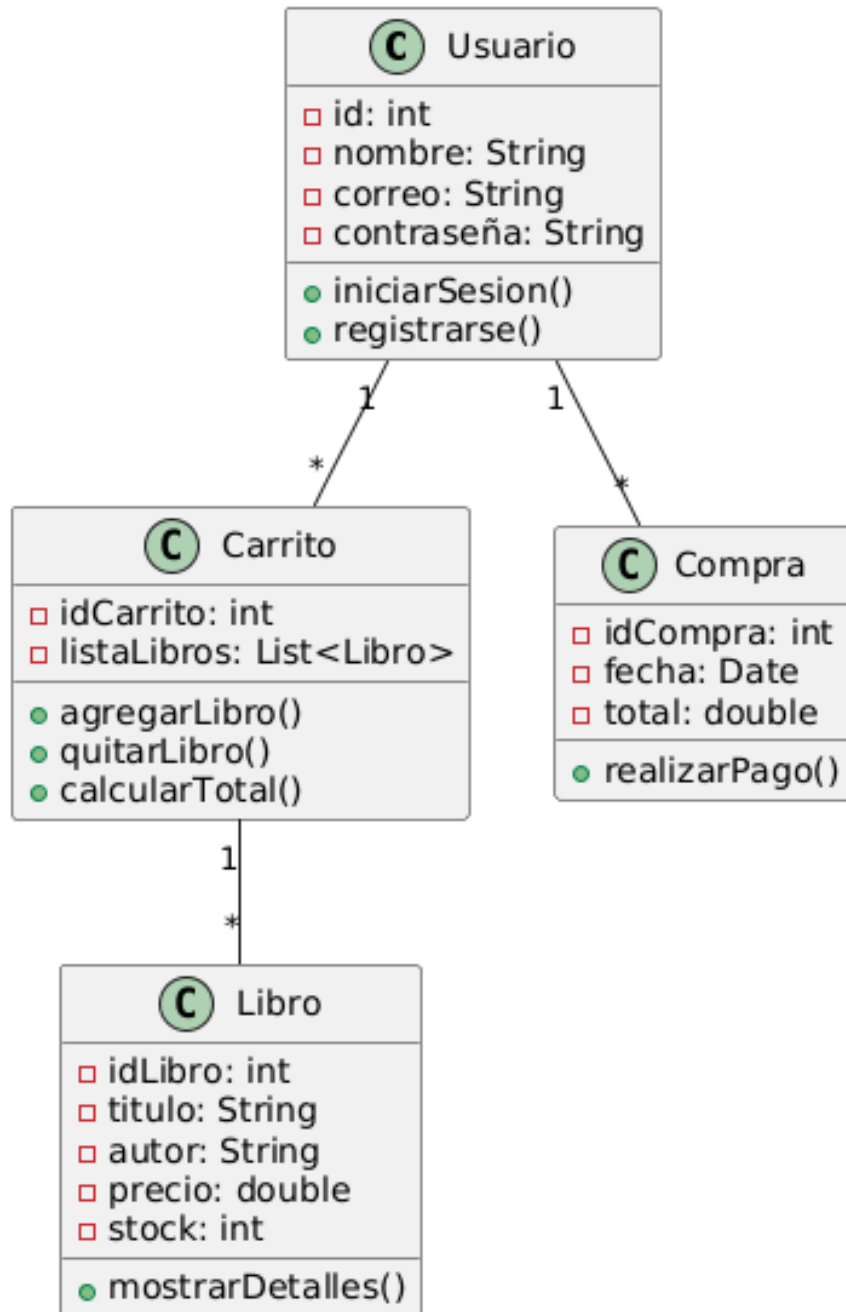 C Usuario
id: int
nombre: String
correo: String
contraseña: String
iniciarSesion()
registrarse()
1
1
*
*
C Carrito
idCarrito: int
listaLibros: List<Libro>
agregarLibro()
quitarLibro()
calcularTotal()
C Compra
idCompra: int
fecha: Date
total: double
realizarPago()
1
*
C Libro
idLibro: int
titulo: String
autor: String
precio: double
stock: int
mostrarDetalles()